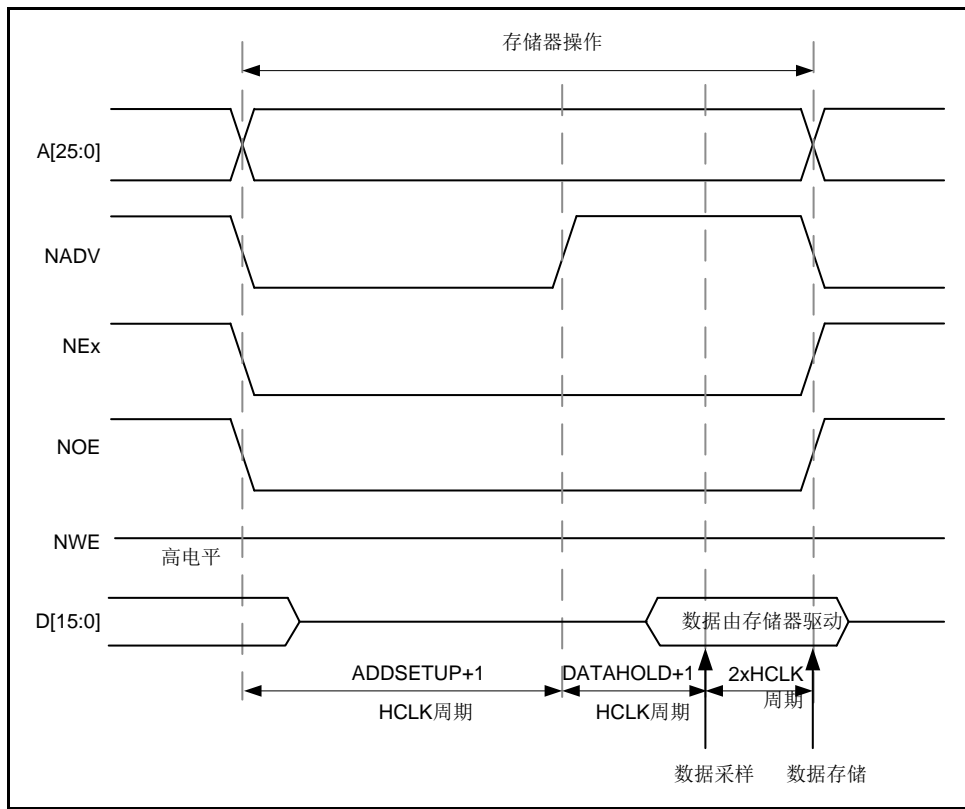 存储器操作
A[25:0]
NADV
NEx
NOE
NWE
高电平
D[15:0]
数据由存储器驱动
ADDSETUP+1
HCLK周期
DATAHOLD+1
HCLK周期
2xHCLK
周期
数据采样
数据存储